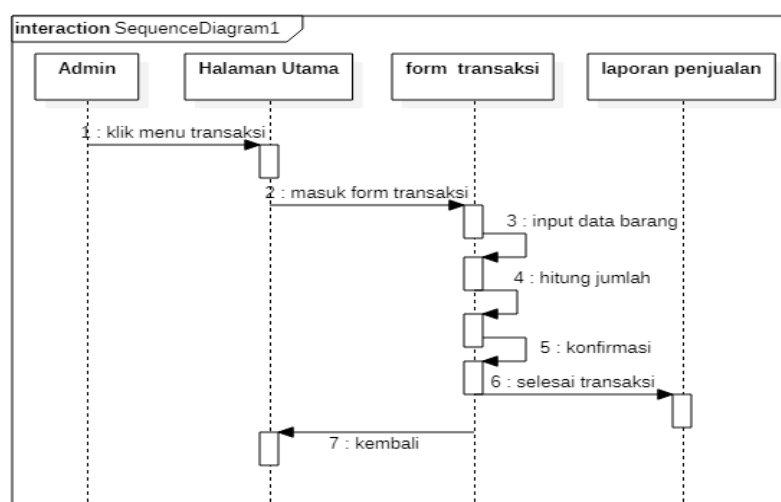 interaction SequenceDiagram1
Admin
Halaman Utama
form transaksi
laporan penjualan
1 : klik menu transaksi
2 : masuk form transaksi
3 : input data barang
4 : hitung jumlah
5 : konfirmasi
6 : selesai transaksi
7 : kembali